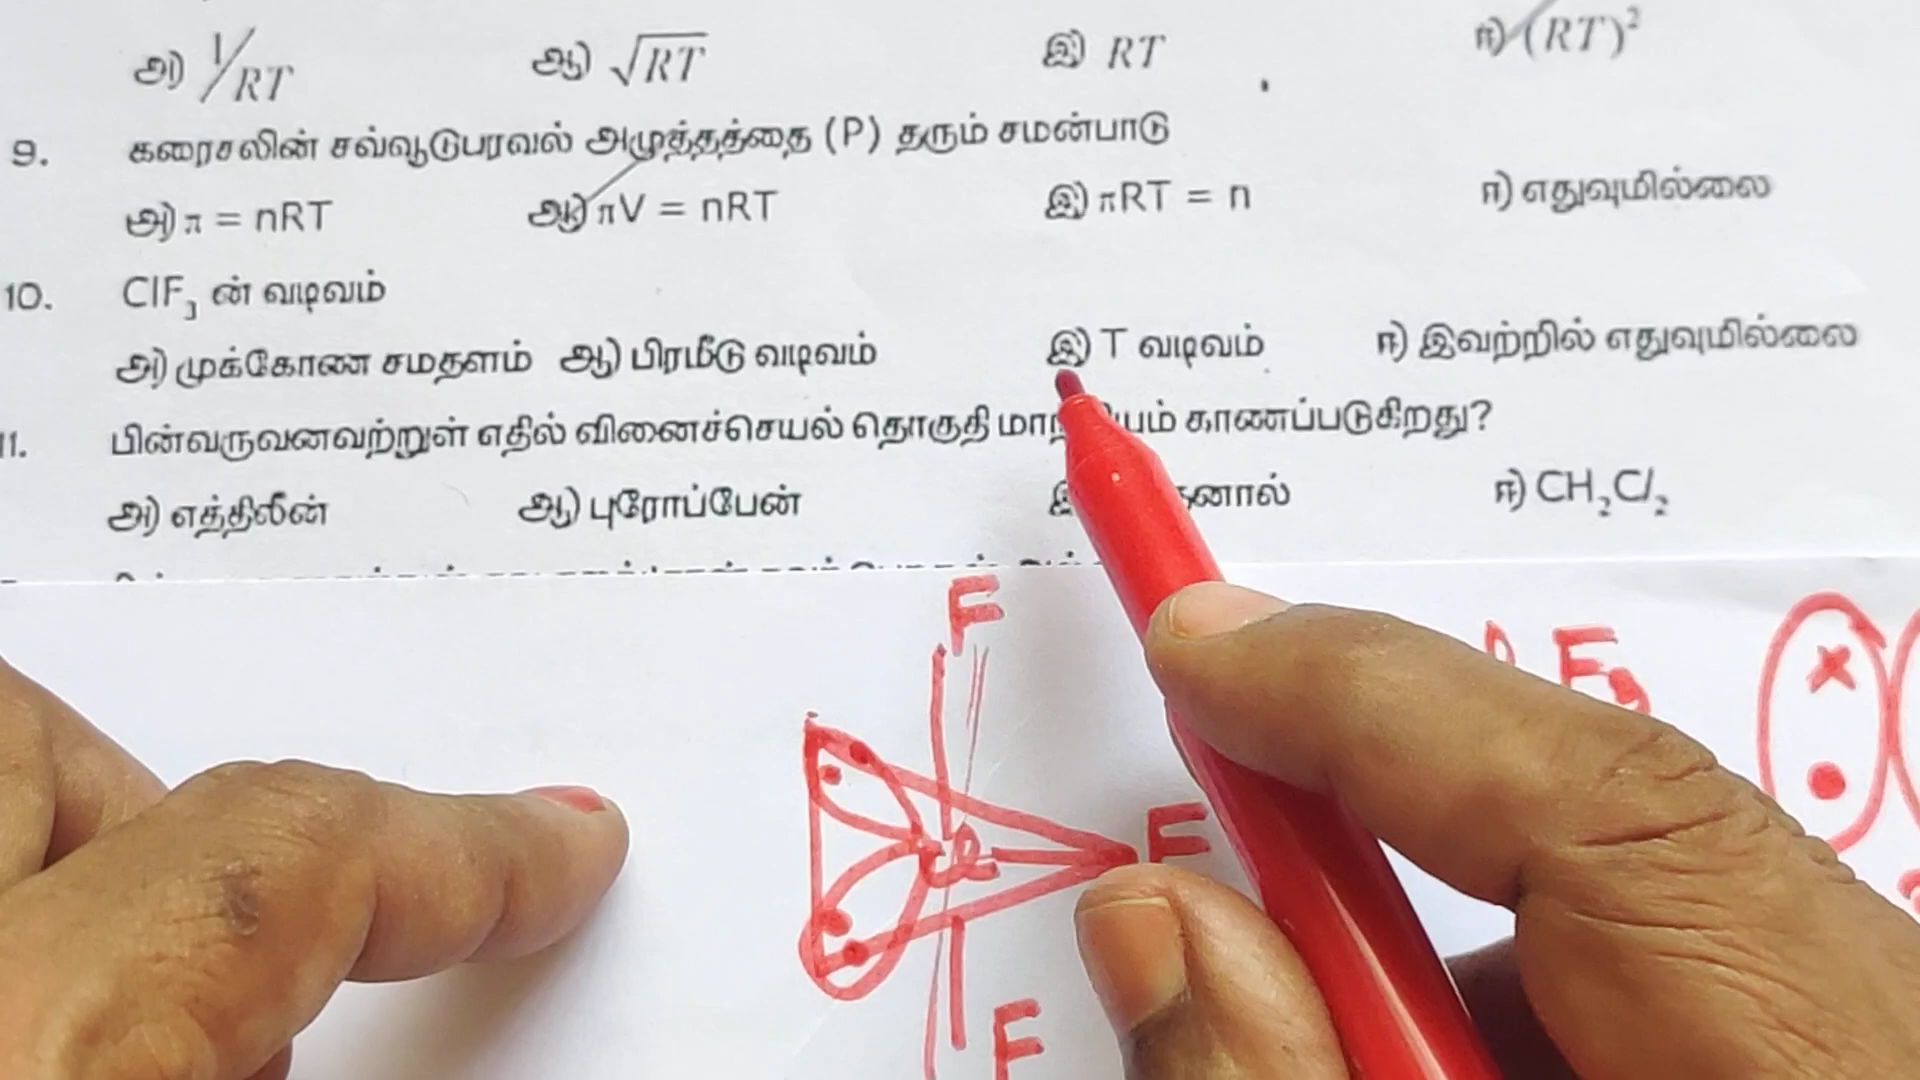 அ) 1/RT ஆ) √RT இ) RT ஈ) (RT)²
9. கரைசலின் சவ்வூடுபரவல் அழுத்தத்தை (P) தரும் சமன்பாடு
அ) π = nRT ஆ) πV = nRT இ) πRT = n ஈ) எதுவுமில்லை
10. ClF₃ ன் வடிவம்
அ) முக்கோண சமதளம் ஆ) பிரமீடு வடிவம் இ) T வடிவம் ஈ) இவற்றில் எதுவுமில்லை
11. பின்வருவனவற்றுள் எதில் வினைச்செயல் தொகுதி காணப்படுகிறது?
அ) எத்திலீன் ஆ) புரோப்பேன் ஈ) CH₂Cl₂
F
Cl F
F